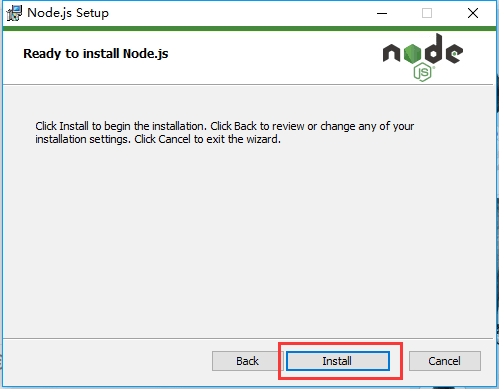 Node.js Setup
Ready to install Node.js
node
JS
Click Install to begin the installation. Click Back to review or change any of your
installation settings. Click Cancel to exit the wizard.
Back
Install
Cancel